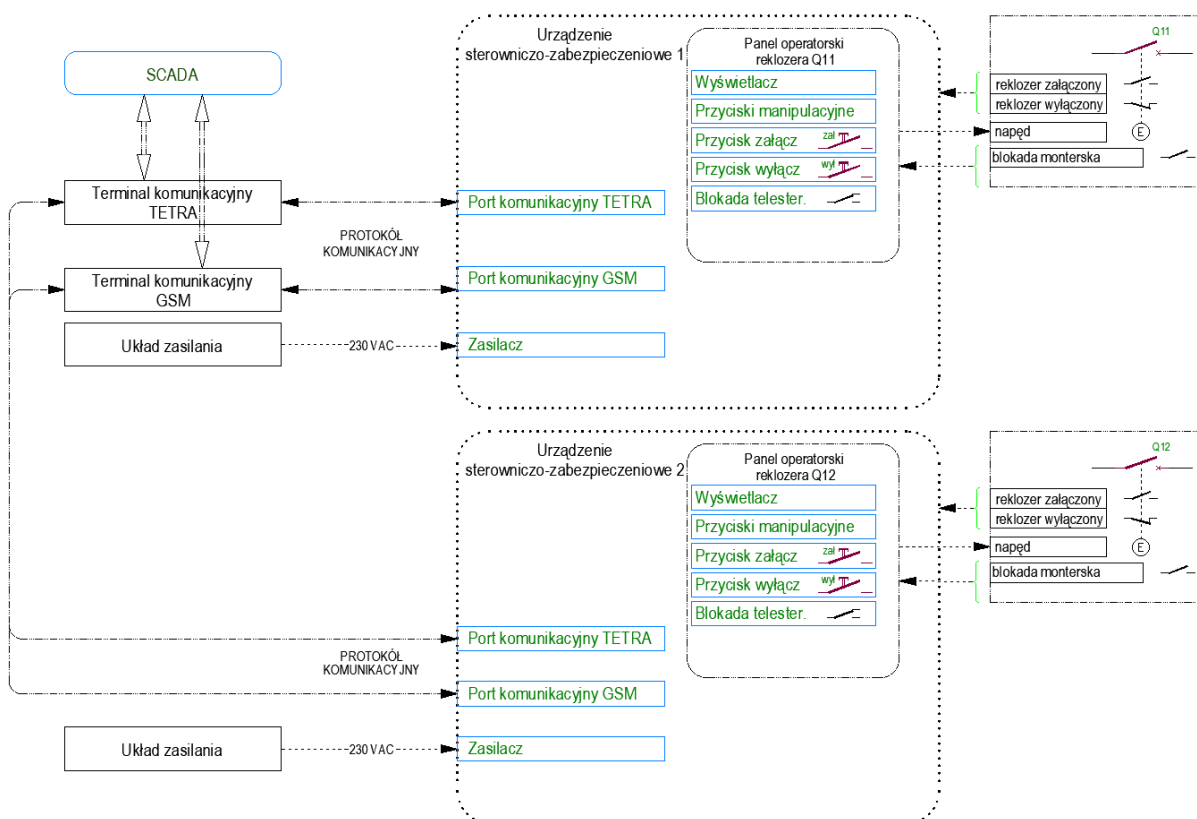 SCADA
Terminal komunikacyjny
TETRA
Terminal komunikacyjny
GSM
Układ zasilania
PROTOKÓŁ
KOMUNIKACYJNY
230 VAC
Urządzenie
sterowniczo-zabezpieczeniowe 1
Port komunikacyjny TETRA
Port komunikacyjny GSM
Zasilacz
Panel operatorski
reklozera Q11
Wyświetlacz
Przyciski manipulacyjne
Przycisk załącz zał
Przycisk wyłącz wył
Blokada telester.
Q11
reklozer załączony
reklozer wyłączony
napęd E
blokada monterska
Urządzenie
sterowniczo-zabezpieczeniowe 2
Panel operatorski
reklozera Q12
Wyświetlacz
Przyciski manipulacyjne
Przycisk załącz zał
Przycisk wyłącz wył
Blokada telester.
Q12
reklozer załączony
reklozer wyłączony
napęd E
blokada monterska
PROTOKÓŁ
KOMUNIKACYJNY
Port komunikacyjny TETRA
Port komunikacyjny GSM
Układ zasilania
230 VAC
Zasilacz